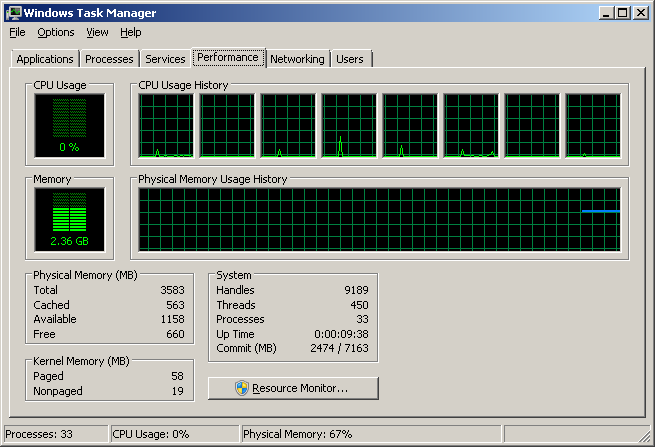 Windows Task Manager
File Options View Help
Applications Processes Services Performance Networking Users
CPU Usage CPU Usage History
0 %
Memory Physical Memory Usage History
2.36 GB
Physical Memory (MB)
Total 3583
Cached 563
Available 1158
Free 660
System
Handles 9189
Threads 450
Processes 33
Up Time 0:00:09:38
Commit (MB) 2474 / 7163
Kernel Memory (MB)
Paged 58
Nonpaged 19
Resource Monitor...
Processes: 33 CPU Usage: 0% Physical Memory: 67%